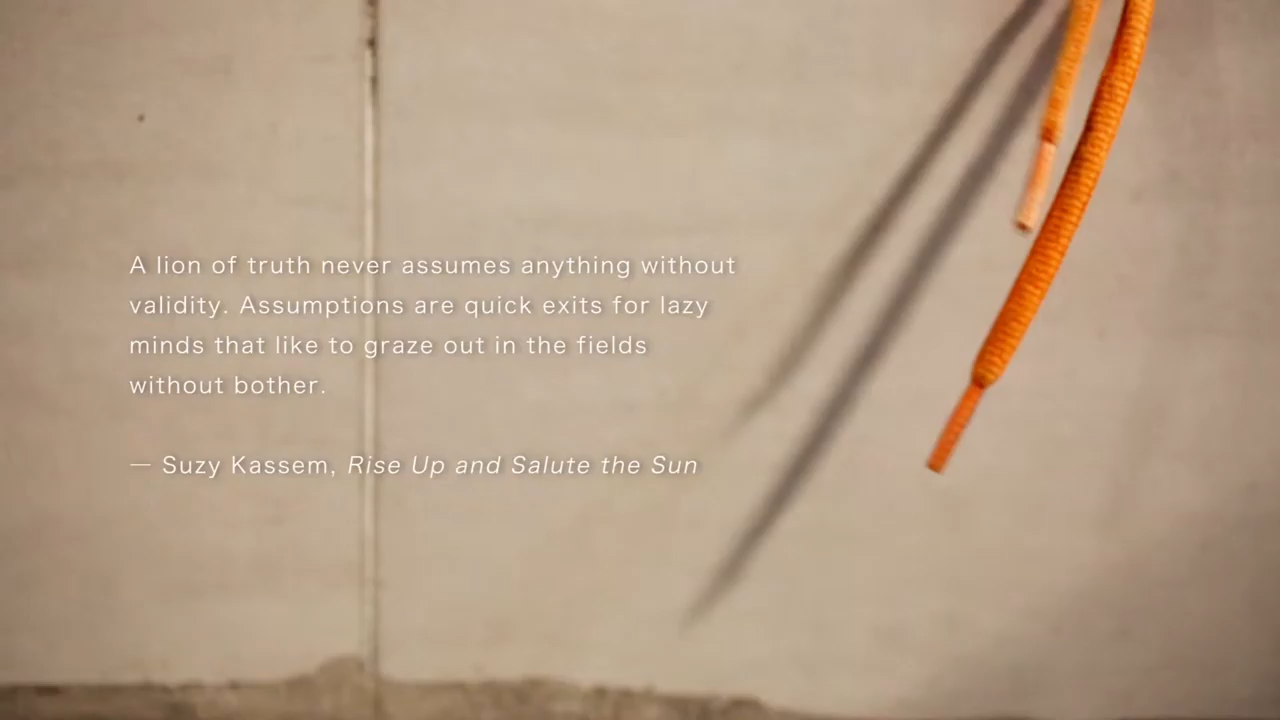 A lion of truth never assumes anything without
validity. Assumptions are quick exits for lazy
minds that like to graze out in the fields
without bother.
— Suzy Kassem, Rise Up and Salute the Sun